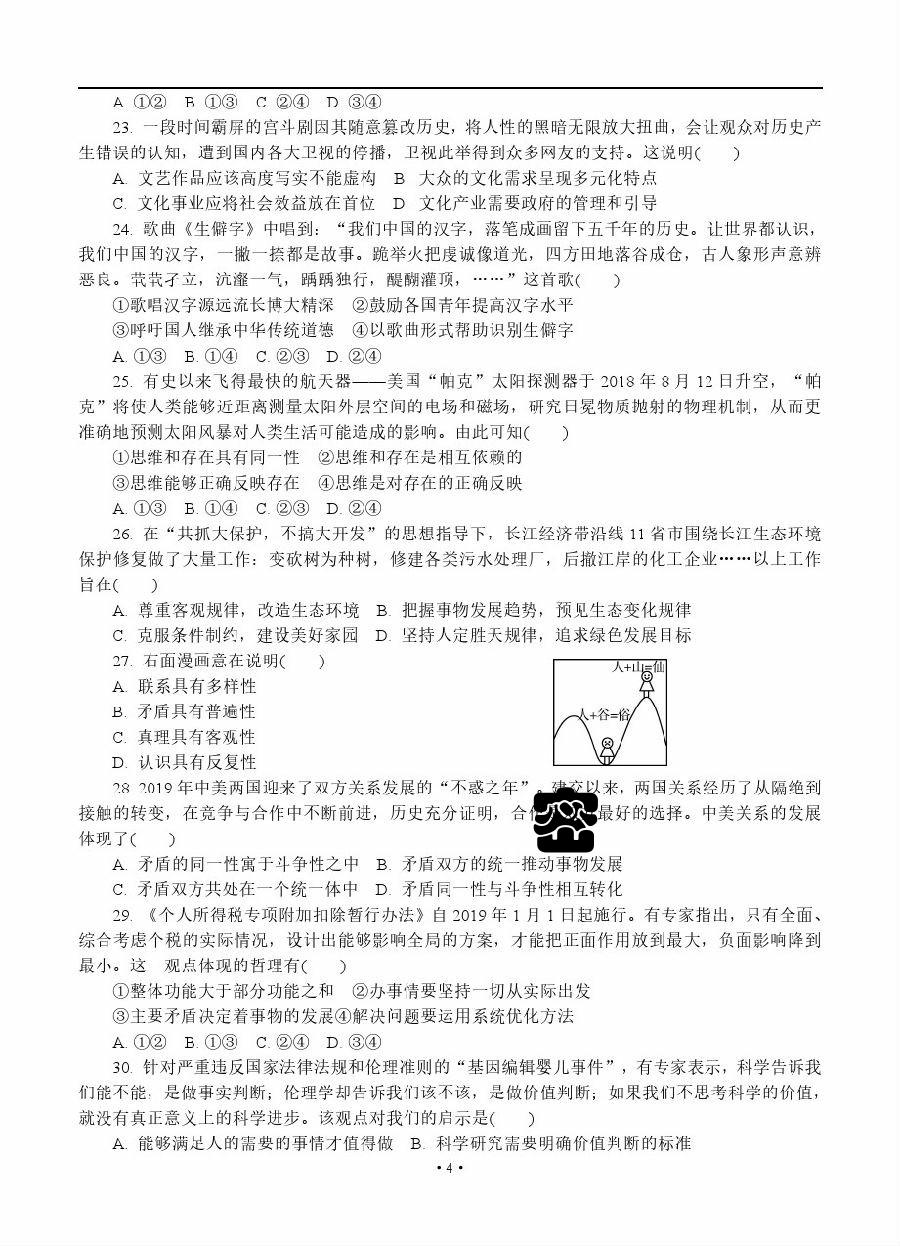 A. ①② B. ①③ C. ②④ D. ③④
23. 一段时间霸屏的宫斗剧因其随意篡改历史，将人性的黑暗无限放大扭曲，会让观众对历史产
生错误的认知，遭到国内各大卫视的停播，卫视此举得到众多网友的支持。这说明(  )
A. 文艺作品应该高度写实不能虚构 B 大众的文化需求呈现多元化特点
C. 文化事业应将社会效益放在首位 D 文化产业需要政府的管理和引导
24. 歌曲《生僻字》中唱到：“我们中国的汉字，落笔成画留下五千年的历史。让世界都认识，
我们中国的汉字，一撇一捺都是故事。跪举火把虔诚像道光，四方田地落谷成仓，古人象形声意辨
恶良。茕茕孑立，沆瀣一气，踽踽独行，醍醐灌顶，……”这首歌(  )
①歌唱汉字源远流长博大精深 ②鼓励各国青年提高汉字水平
③呼吁国人继承中华传统道德 ④以歌曲形式帮助识别生僻字
A. ①③ B. ①④ C. ②③ D. ②④
25. 有史以来飞得最快的航天器——美国“帕克”太阳探测器于 2018 年 8 月 12 日升空，“帕
克”将使人类能够近距离测量太阳外层空间的电场和磁场，研究日冕物质抛射的物理机制，从而更
准确地预测太阳风暴对人类生活可能造成的影响。由此可知(  )
①思维和存在具有同一性 ②思维和存在是相互依赖的
③思维能够正确反映存在 ④思维是对存在的正确反映
A. ①③ B. ①④ C. ②③ D. ②④
26. 在“共抓大保护，不搞大开发”的思想指导下，长江经济带沿线 11 省市围绕长江生态环境
保护修复做了大量工作：变砍树为种树，修建各类污水处理厂，后撤江岸的化工企业……以上工作
旨在(  )
A. 尊重客观规律，改造生态环境 B. 把握事物发展趋势，预见生态变化规律
C. 克服条件制约，建设美好家园 D. 坚持人定胜天规律，追求绿色发展目标
27. 右面漫画意在说明(  )
人+山=仙
A. 联系具有多样性
B. 矛盾具有普遍性
人+谷=俗
C. 真理具有客观性
D. 认识具有反复性
28. 2019 年中美两国迎来了双方关系发展的“不惑之年”。建交以来，两国关系经历了从隔绝到
接触的转变，在竞争与合作中不断前进，历史充分证明，合 最好的选择。中美关系的发展
体现了(  )
A. 矛盾的同一性寓于斗争性之中 B. 矛盾双方的统一推动事物发展
C. 矛盾双方共处在一个统一体中 D. 矛盾同一性与斗争性相互转化
29. 《个人所得税专项附加扣除暂行办法》自 2019 年 1 月 1 日起施行。有专家指出，只有全面、
综合考虑个税的实际情况，设计出能够影响全局的方案，才能把正面作用放到最大，负面影响降到
最小。这 观点体现的哲理有(  )
①整体功能大于部分功能之和 ②办事情要坚持一切从实际出发
③主要矛盾决定着事物的发展④解决问题要运用系统优化方法
A. ①② B. ①③ C. ②④ D. ③④
30. 针对严重违反国家法律法规和伦理准则的“基因编辑婴儿事件”，有专家表示，科学告诉我
们能不能，是做事实判断；伦理学却告诉我们该不该，是做价值判断；如果我们不思考科学的价值，
就没有真正意义上的科学进步。该观点对我们的启示是(  )
A. 能够满足人的需要的事情才值得做 B. 科学研究需要明确价值判断的标准
·4·